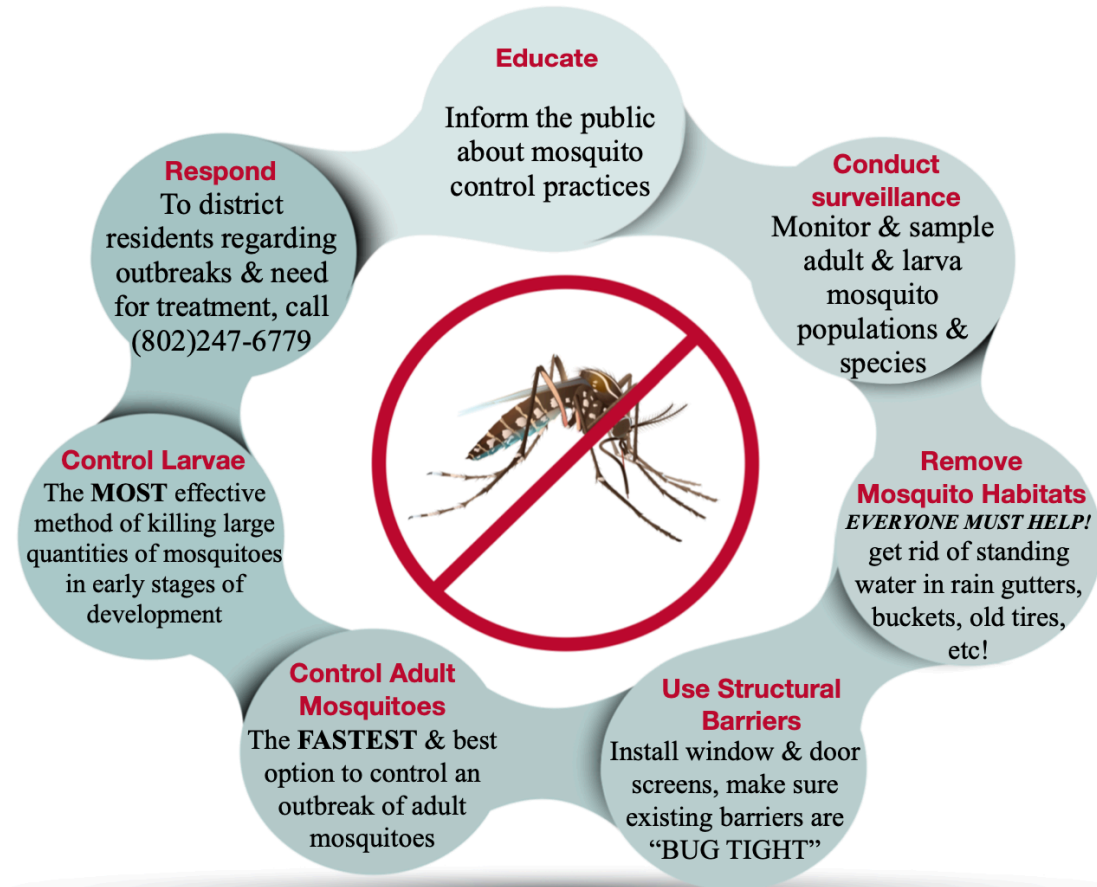 Educate
Inform the public
about mosquito
control practices
Conduct
surveillance
Monitor & sample
adult & larva
mosquito
populations &
species
Remove
Mosquito Habitats
EVERYONE MUST HELP!
get rid of standing
water in rain gutters,
buckets, old tires,
etc!
Use Structural
Barriers
Install window & door
screens, make sure
existing barriers are
“BUG TIGHT”
Control Adult
Mosquitoes
The FASTEST & best
option to control an
outbreak of adult
mosquitoes
Control Larvae
The MOST effective
method of killing large
quantities of mosquitoes
in early stages of
development
Respond
To district
residents regarding
outbreaks & need
for treatment, call
(802)247-6779